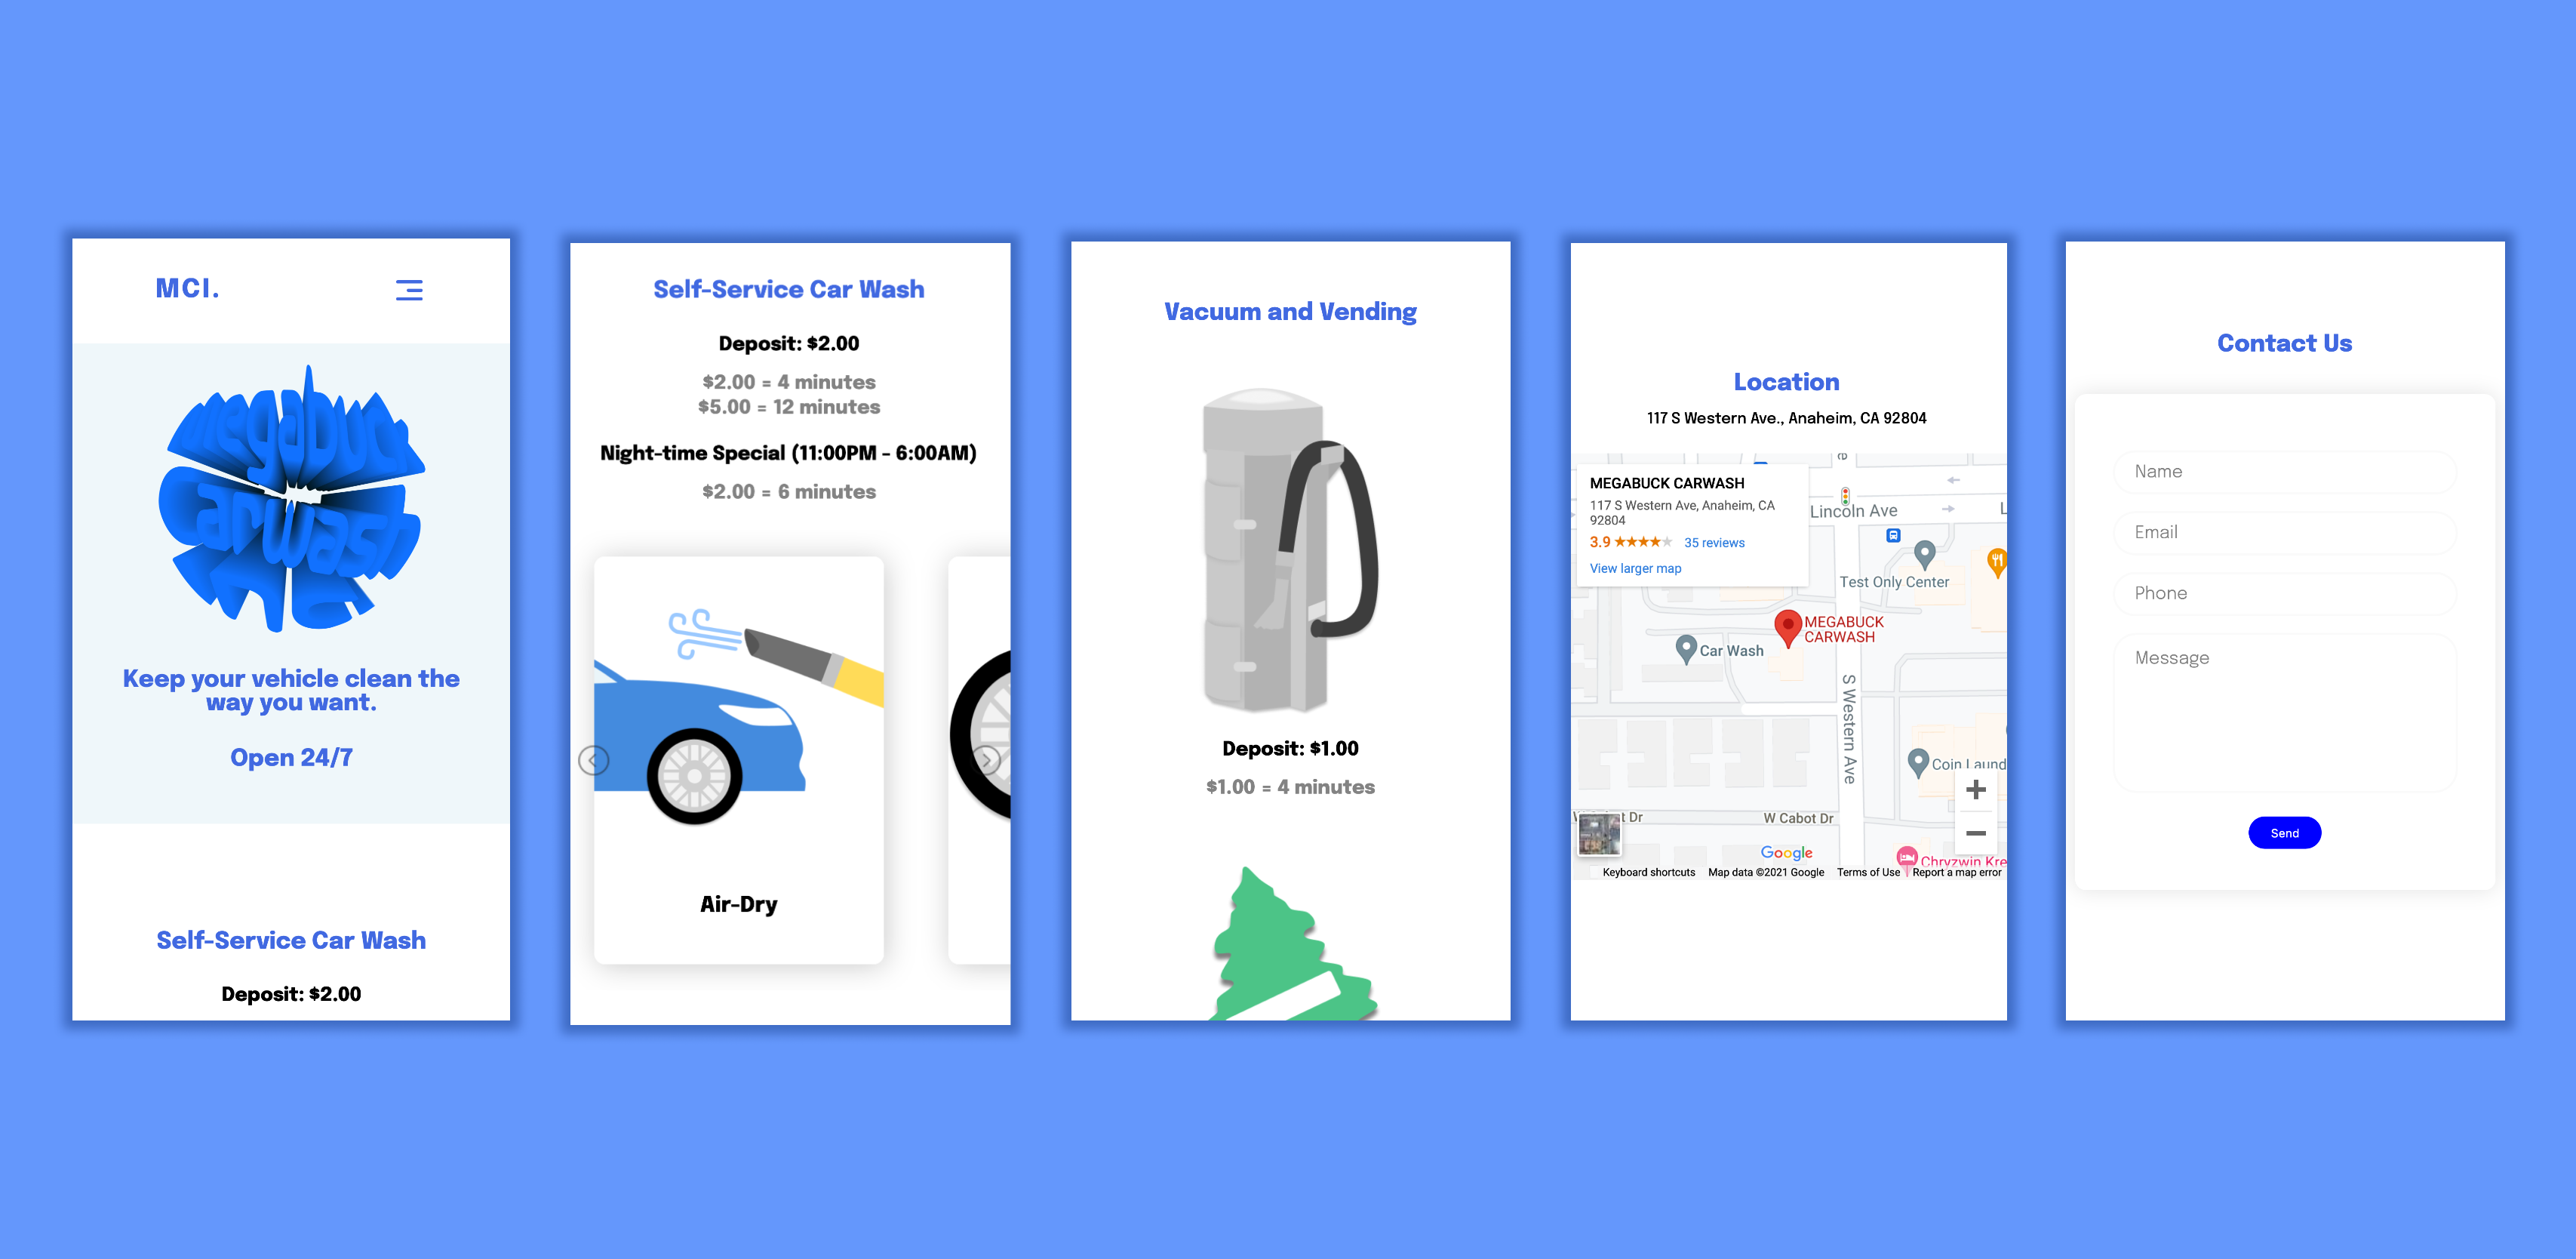 MCI.
megabuck
carwash
inc
Keep your vehicle clean the
way you want.
Open 24/7
Self-Service Car Wash
Deposit: $2.00
Self-Service Car Wash
Deposit: $2.00
$2.00 = 4 minutes
$5.00 = 12 minutes
Night-time Special (11:00PM - 6:00AM)
$2.00 = 6 minutes
Air-Dry
Vacuum and Vending
Deposit: $1.00
$1.00 = 4 minutes
Location
117 S Western Ave., Anaheim, CA 92804
MEGABUCK CARWASH
117 S Western Ave, Anaheim, CA
92804
3.9 35 reviews
View larger map
Lincoln Ave
Test Only Center
MEGABUCK
CARWASH
Car Wash
S Western Ave
Coin Laund
Dr
W Cabot Dr
Google
Chryzwin Kre
Keyboard shortcuts Map data ©2021 Google Terms of Use Report a map error
Contact Us
Name
Email
Phone
Message
Send